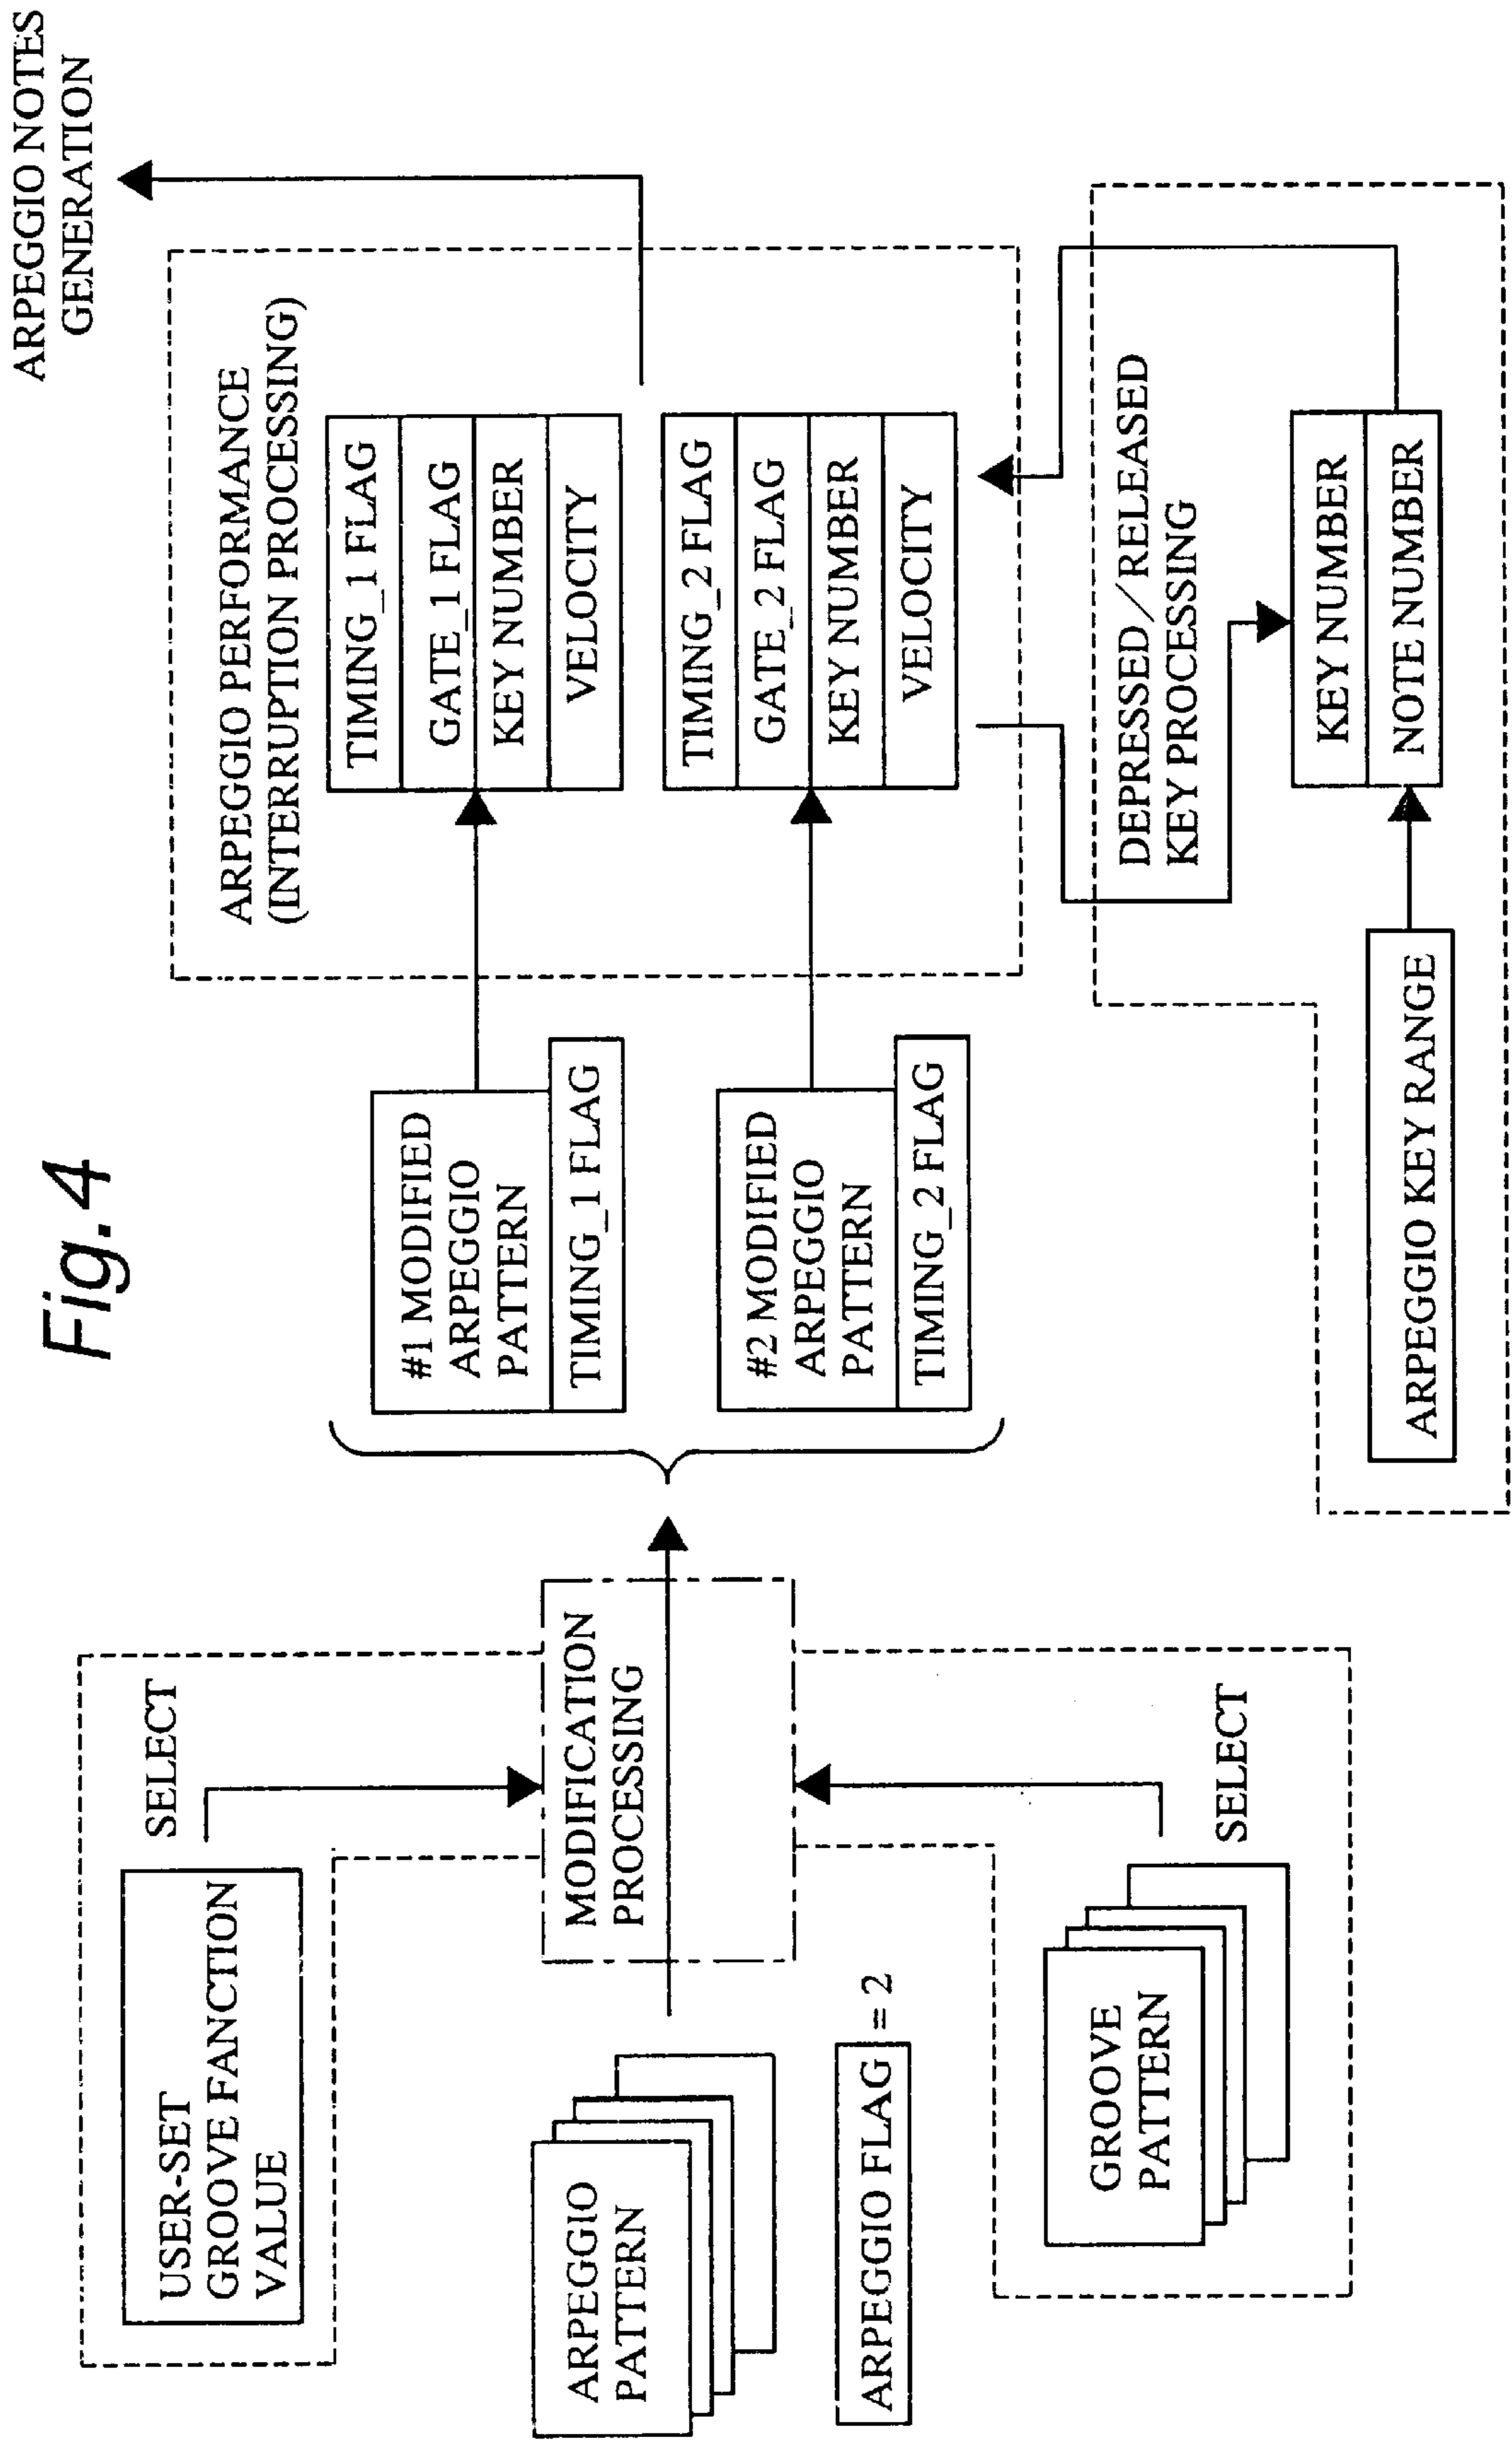 Fig.4
USER-SET
GROOVE FANCTION
VALUE
SELECT
ARPEGGIO
PATTERN
ARPEGGIO FLAG = 2
MODIFICATION
PROCESSING
GROOVE
PATTERN
SELECT
#1 MODIFIED
ARPEGGIO
PATTERN
TIMING_1 FLAG
#2 MODIFIED
ARPEGGIO
PATTERN
TIMING_2 FLAG
ARPEGGIO PERFORMANCE
(INTERRUPTION PROCESSING)
TIMING_1 FLAG
GATE_1 FLAG
KEY NUMBER
VELOCITY
TIMING_2 FLAG
GATE_2 FLAG
KEY NUMBER
VELOCITY
ARPEGGIO NOTES
GENERATION
DEPRESSED/RELEASED
KEY PROCESSING
ARPEGGIO KEY RANGE
KEY NUMBER
NOTE NUMBER